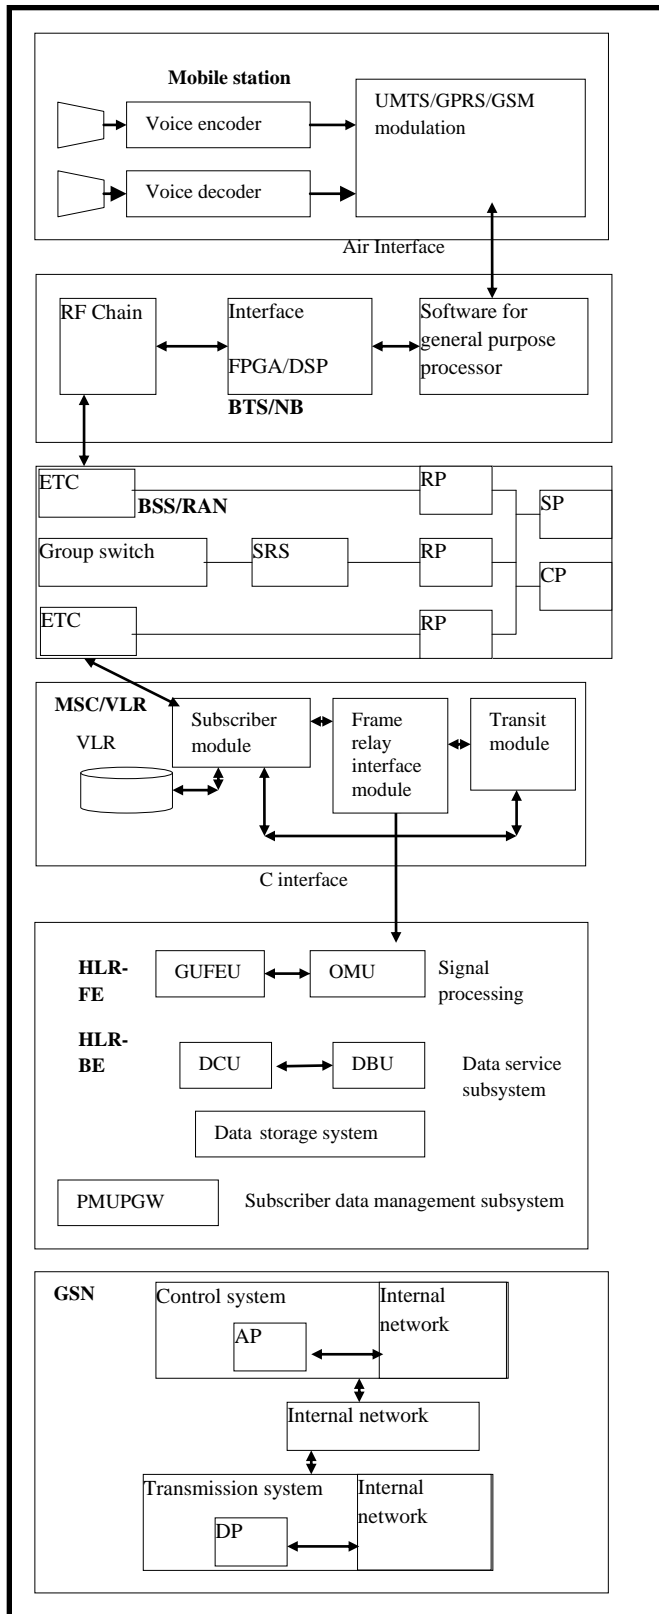 Mobile station
UMTS/GPRS/GSM
modulation
Voice encoder
Voice decoder
Air Interface
RF Chain
Interface
FPGA/DSP
BTS/NB
Software for
general purpose
processor
ETC
BSS/RAN
RP
SP
Group switch
SRS
RP
CP
ETC
RP
MSC/VLR
VLR
Subscriber
module
Frame
relay
interface
module
Transit
module
C interface
HLR-
FE
GUFEU
OMU
Signal
processing
HLR-
BE
DCU
DBU
Data service
subsystem
Data storage system
PMUPGW
Subscriber data management subsystem
GSN
Control system
Internal
network
AP
Internal network
Transmission system
Internal
network
DP